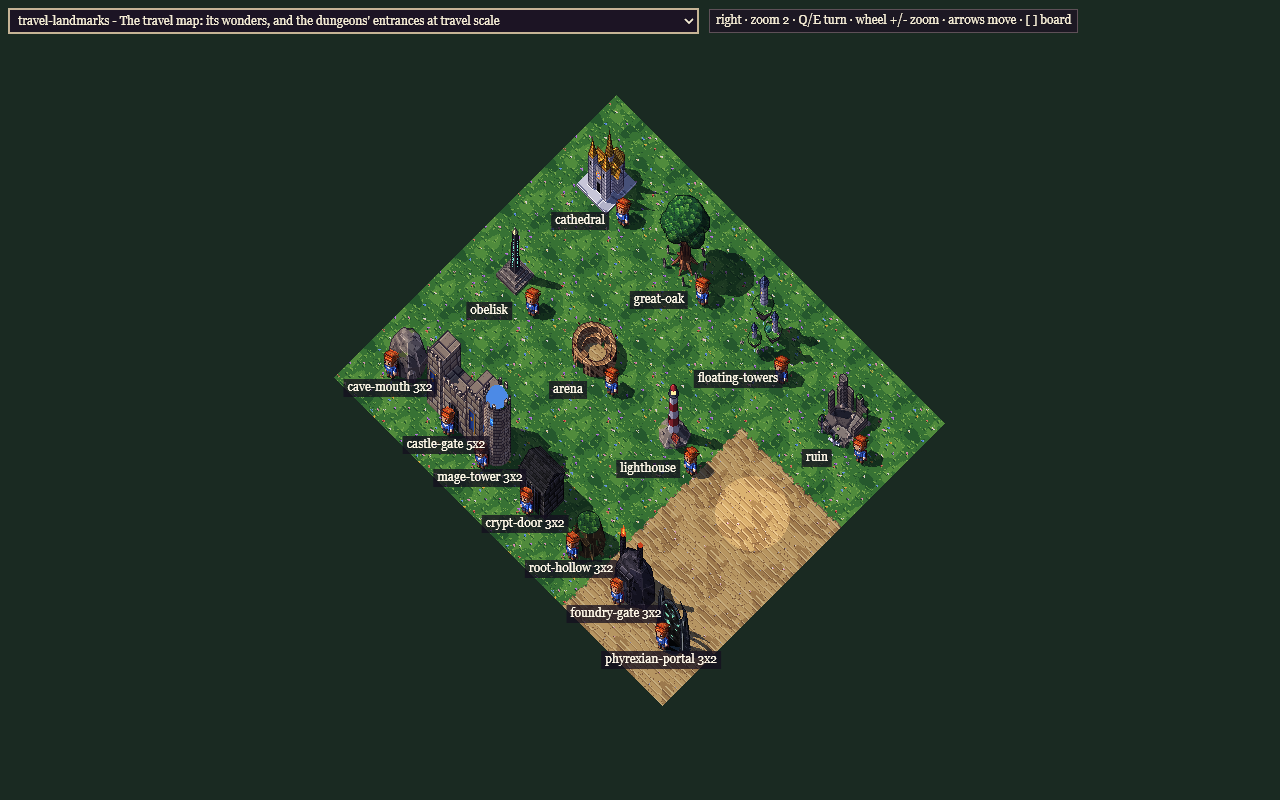 travel-landmarks - The travel map: its wonders, and the dungeons' entrances at travel scale
right · zoom 2 · Q/E turn · wheel +/- zoom · arrows move · [ ] board
cathedral
great-oak
obelisk
floating-towers
cave-mouth 3x2
arena
castle-gate 5x2
ruin
lighthouse
mage-tower 3x2
crypt-door 3x2
root-hollow 3x2
foundry-gate 3x2
phyrexian-portal 3x2